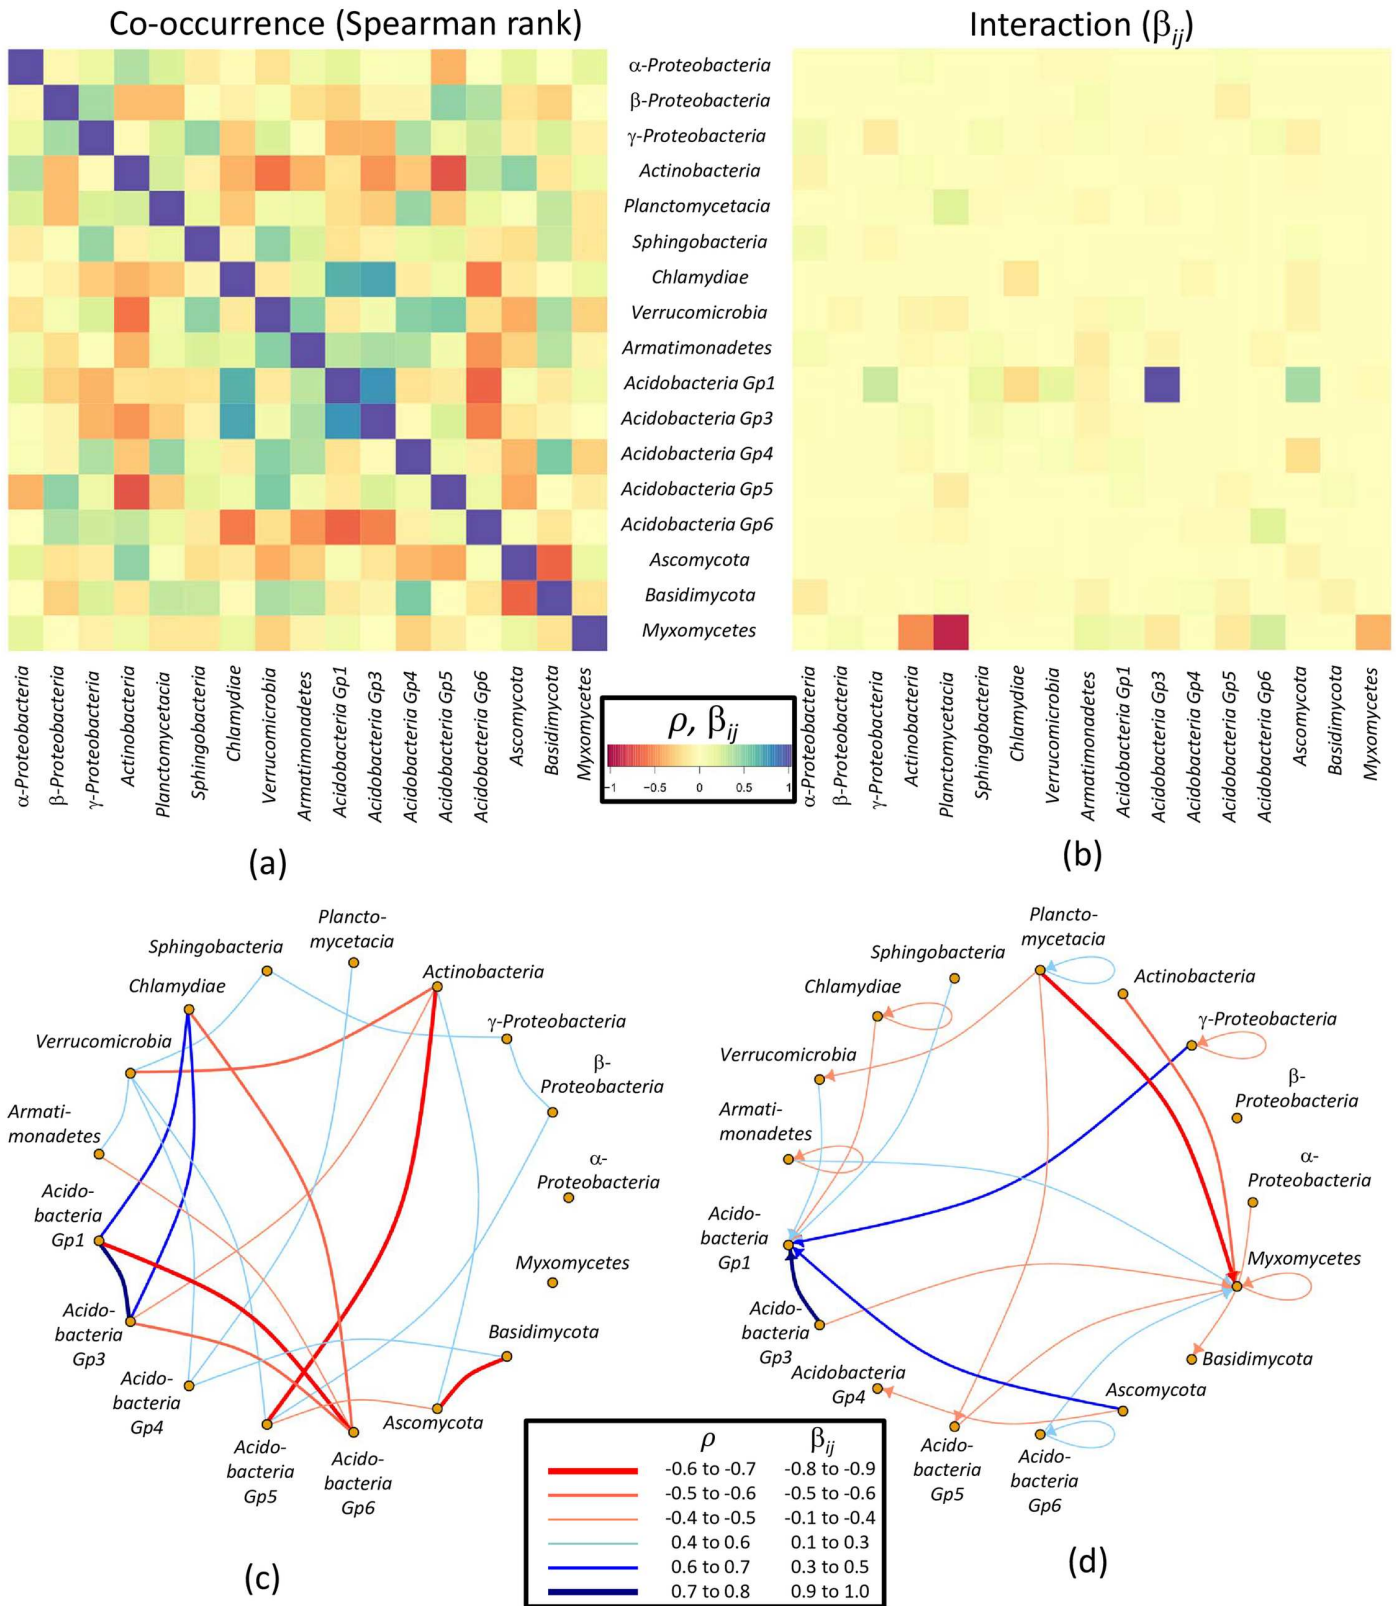 Co-occurrence (Spearman rank)
Interaction (βij)
α-Proteobacteria
β-Proteobacteria
γ-Proteobacteria
Actinobacteria
Planctomycetacia
Sphingobacteria
Chlamydiae
Verrucomicrobia
Armatimonadetes
Acidobacteria Gp1
Acidobacteria Gp3
Acidobacteria Gp4
Acidobacteria Gp5
Acidobacteria Gp6
Ascomycota
Basidimycota
Myxomycetes
α-Proteobacteria
β-Proteobacteria
γ-Proteobacteria
Actinobacteria
Planctomycetacia
Sphingobacteria
Chlamydiae
Verrucomicrobia
Armatimonadetes
Acidobacteria Gp1
Acidobacteria Gp3
Acidobacteria Gp4
Acidobacteria Gp5
Acidobacteria Gp6
Ascomycota
Basidimycota
Myxomycetes
ρ, βij
-1 -0.5 0 0.5 1
α-Proteobacteria
β-Proteobacteria
γ-Proteobacteria
Actinobacteria
Planctomycetacia
Sphingobacteria
Chlamydiae
Verrucomicrobia
Armatimonadetes
Acidobacteria Gp1
Acidobacteria Gp3
Acidobacteria Gp4
Acidobacteria Gp5
Acidobacteria Gp6
Ascomycota
Basidimycota
Myxomycetes
(a)
(b)
Plancto-
mycetacia
Sphingobacteria
Actinobacteria
Chlamydiae
γ-Proteobacteria
Verrucomicrobia
β-
Proteobacteria
Armati-
monadetes
α-
Proteobacteria
Acido-
bacteria
Gp1
Myxomycetes
Acido-
bacteria
Gp3
Basidimycota
Acido-
bacteria
Gp4
Ascomycota
Acido-
bacteria
Gp5
Acido-
bacteria
Gp6
(c)
Plancto-
mycetacia
Sphingobacteria
Actinobacteria
Chlamydiae
γ-Proteobacteria
Verrucomicrobia
β-
Proteobacteria
Armati-
monadetes
α-
Proteobacteria
Acido-
bacteria
Gp1
Myxomycetes
Acido-
bacteria
Gp3
Basidimycota
Acidobacteria
Gp4
Ascomycota
Acido-
bacteria
Gp5
Acido-
bacteria
Gp6
(d)
ρ βij
-0.6 to -0.7 -0.8 to -0.9
-0.5 to -0.6 -0.5 to -0.6
-0.4 to -0.5 -0.1 to -0.4
0.4 to 0.6 0.1 to 0.3
0.6 to 0.7 0.3 to 0.5
0.7 to 0.8 0.9 to 1.0